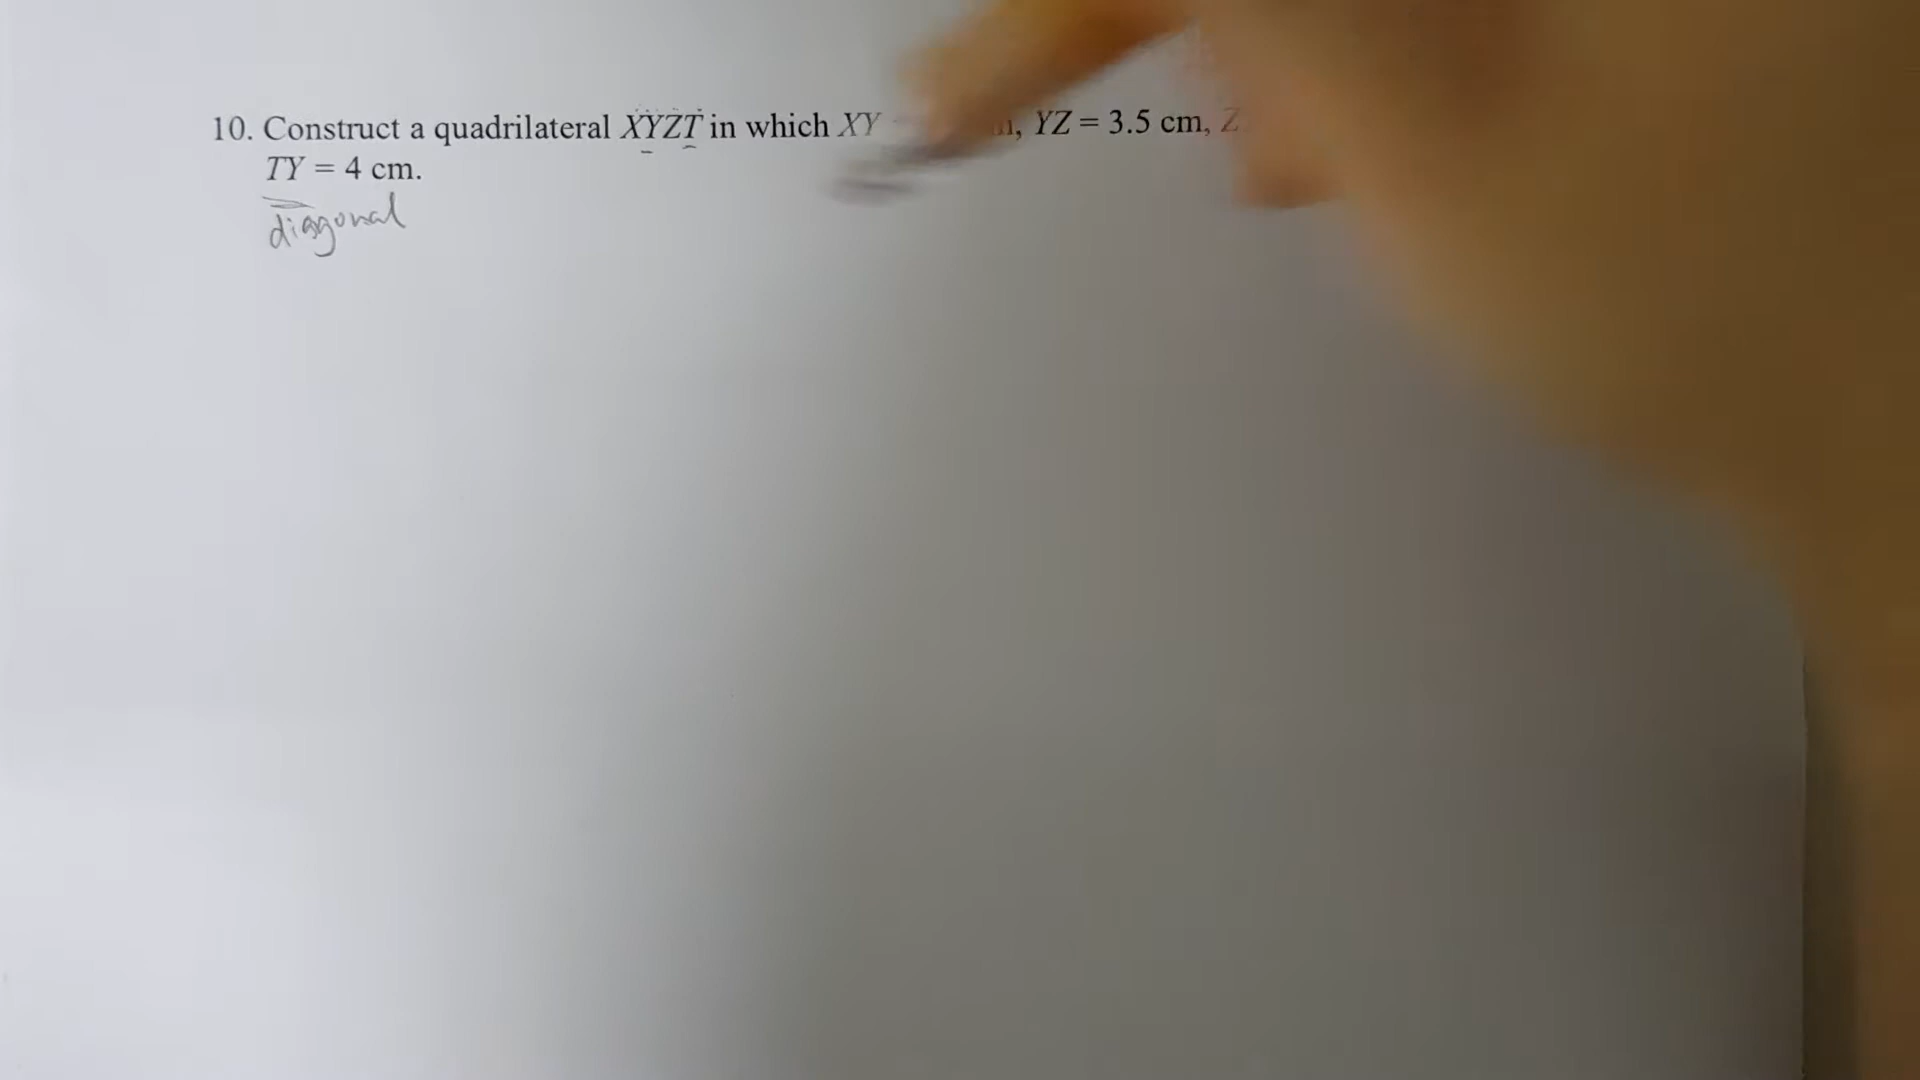 10. Construct a quadrilateral XYZT in which XY , YZ = 3.5 cm, Z
TY = 4 cm.
diagonal